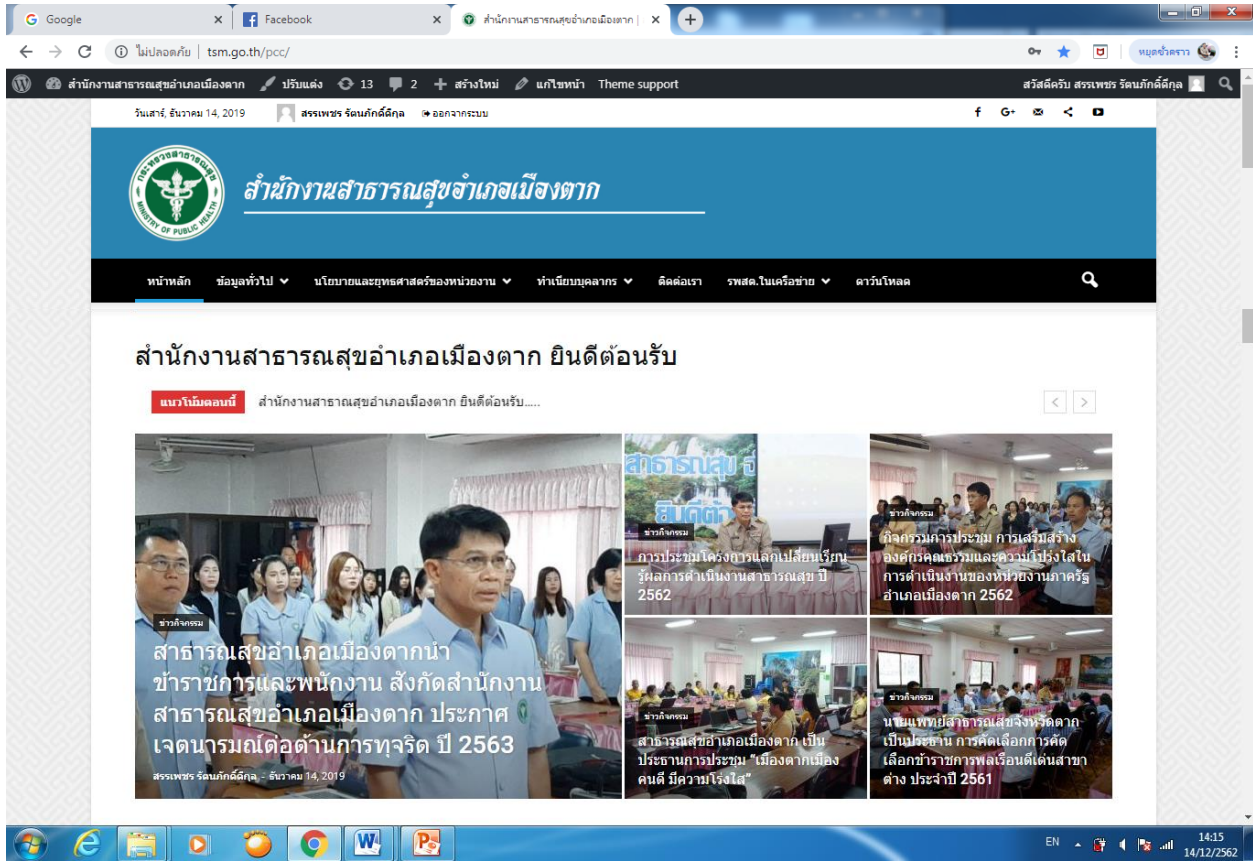 Google
Facebook
สำนักงานสาธารณสุขอำเภอเมืองตาก |
ไม่ปลอดภัย | tsm.go.th/pcc/
หยุดชั่วคราว
สำนักงานสาธารณสุขอำเภอเมืองตาก ปรับแต่ง 13 2 + สร้างใหม่ แก้ไขหน้า Theme support
สวัสดีครับ สรรเพชร รัตนภักดิ์ดีกุล
วันเสาร์, ธันวาคม 14, 2019 สรรเพชร รัตนภักดิ์ดีกุล ออกจากระบบ
กระทรวงสาธารณสุข
MINISTRY OF PUBLIC HEALTH
สำนักงานสาธารณสุขอำเภอเมืองตาก
หน้าหลัก ข้อมูลทั่วไป นโยบายและยุทธศาสตร์ของหน่วยงาน ทำเนียบบุคลากร ติดต่อเรา รพสต.ในเครือข่าย ดาวน์โหลด
สำนักงานสาธารณสุขอำเภอเมืองตาก ยินดีต้อนรับ
แนวโน้มตอนนี้ สำนักงานสาธาณสุขอำเภอเมืองตาก ยินดีต้อนรับ.....
ข่าวกิจกรรม
สาธารณสุขอำเภอเมืองตากนำ
ข้าราชการและพนักงาน สังกัดสำนักงาน
สาธารณสุขอำเภอเมืองตาก ประกาศ
เจตนารมณ์ต่อต้านการทุจริต ปี 2563
สรรเพชร รัตนภักดิ์ดีกุล - ธันวาคม 14, 2019
สาธารณสุข อ
ยินดีต้
ข่าวกิจกรรม
การประชุมโครงการแลกเปลี่ยนเรียน
รู้ผลการดำเนินงานสาธารณสุข ปี
2562
ข่าวกิจกรรม
กิจกรรมการประชุม การเสริมสร้าง
องค์กรคุณธรรมและความโปร่งใสใน
การดำเนินงานของหน่วยงานภาครัฐ
อำเภอเมืองตาก 2562
ข่าวกิจกรรม
สาธารณสุขอำเภอเมืองตาก เป็น
ประธานการประชุม “เมืองตากเมือง
คนดี มีความโร่งใส”
ข่าวกิจกรรม
นายแพทย์สาธารณสุขจังหวัดตาก
เป็นประธาน การคัดเลือกการคัด
เลือกข้าราชการพลเรือนดีเด่นสาขา
ต่าง ประจำปี 2561
EN
14:15
14/12/2562